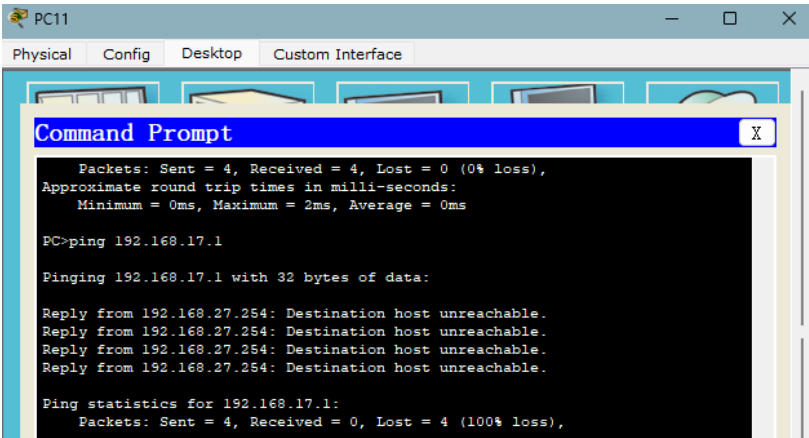 PC11
Physical Config Desktop Custom Interface
Command Prompt
X
Packets: Sent = 4, Received = 4, Lost = 0 (0% loss),
Approximate round trip times in milli-seconds:
Minimum = 0ms, Maximum = 2ms, Average = 0ms
PC>ping 192.168.17.1
Pinging 192.168.17.1 with 32 bytes of data:
Reply from 192.168.27.254: Destination host unreachable.
Reply from 192.168.27.254: Destination host unreachable.
Reply from 192.168.27.254: Destination host unreachable.
Reply from 192.168.27.254: Destination host unreachable.
Ping statistics for 192.168.17.1:
Packets: Sent = 4, Received = 0, Lost = 4 (100% loss),